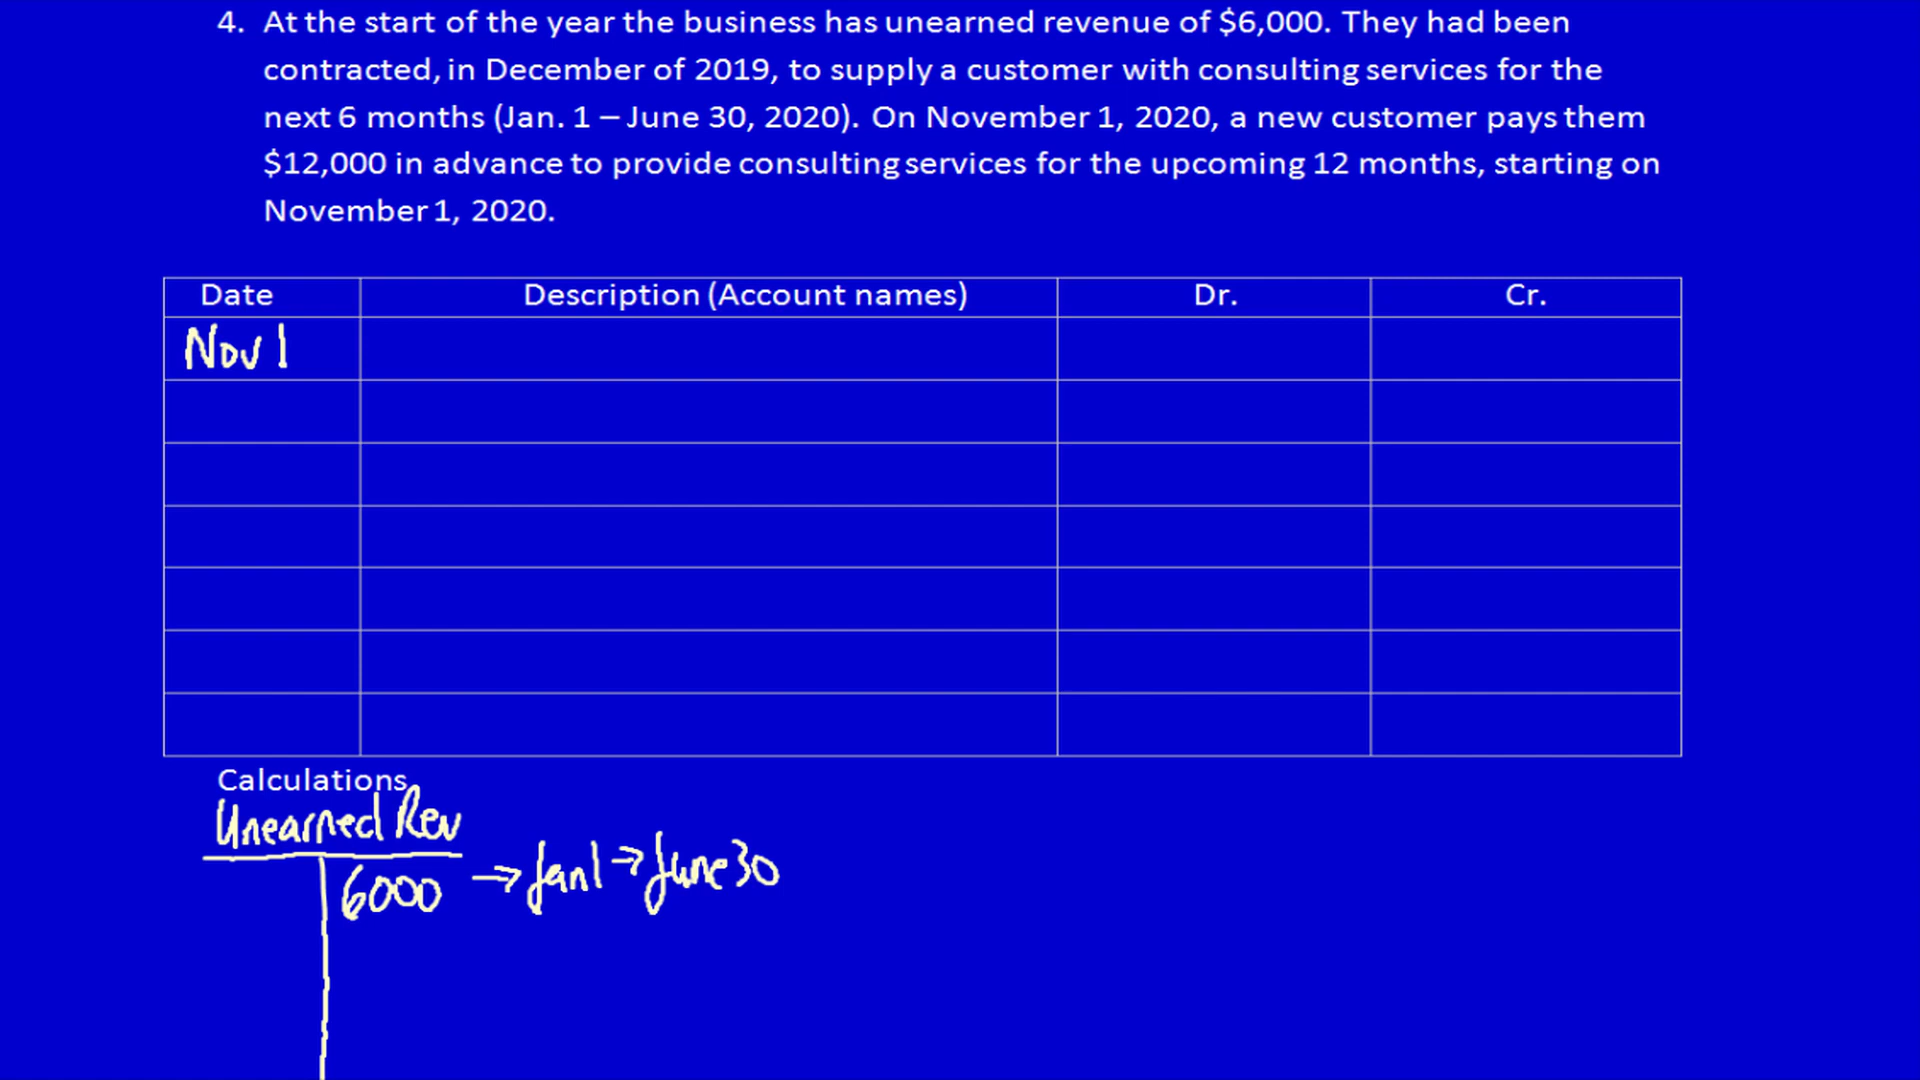 4. At the start of the year the business has unearned revenue of $6,000. They had been
contracted, in December of 2019, to supply a customer with consulting services for the
next 6 months (Jan. 1 – June 30, 2020). On November 1, 2020, a new customer pays them
$12,000 in advance to provide consulting services for the upcoming 12 months, starting on
November 1, 2020.
Date Description (Account names) Dr. Cr.
Nov 1
Calculations
Unearned Rev
6000 → Jan 1 → June 30